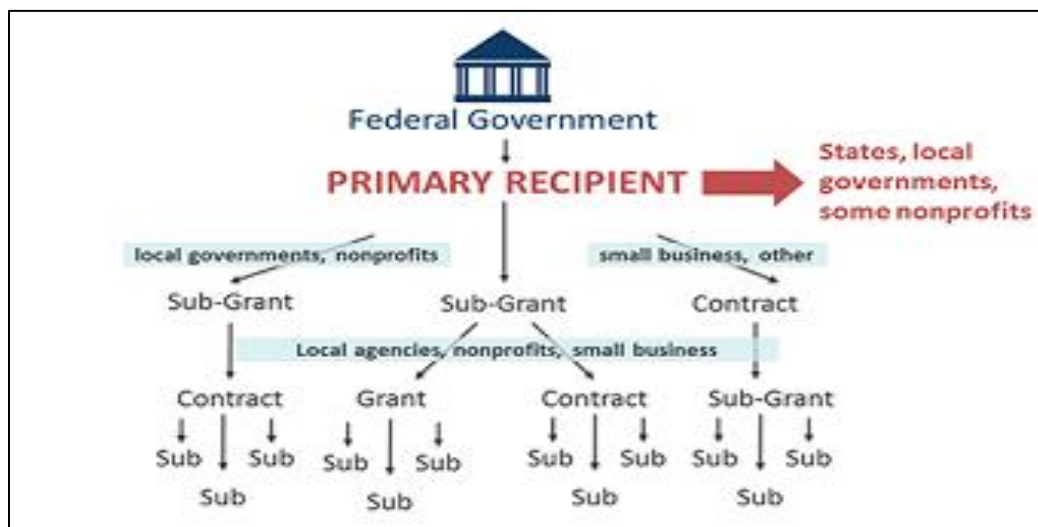 Federal Government
PRIMARY RECIPIENT
States, local
governments,
some nonprofits
local governments, nonprofits
small business, other
Sub-Grant
Sub-Grant
Contract
Local agencies, nonprofits, small business
Contract
Grant
Contract
Sub-Grant
Sub
Sub
Sub
Sub
Sub
Sub
Sub
Sub
Sub
Sub
Sub
Sub